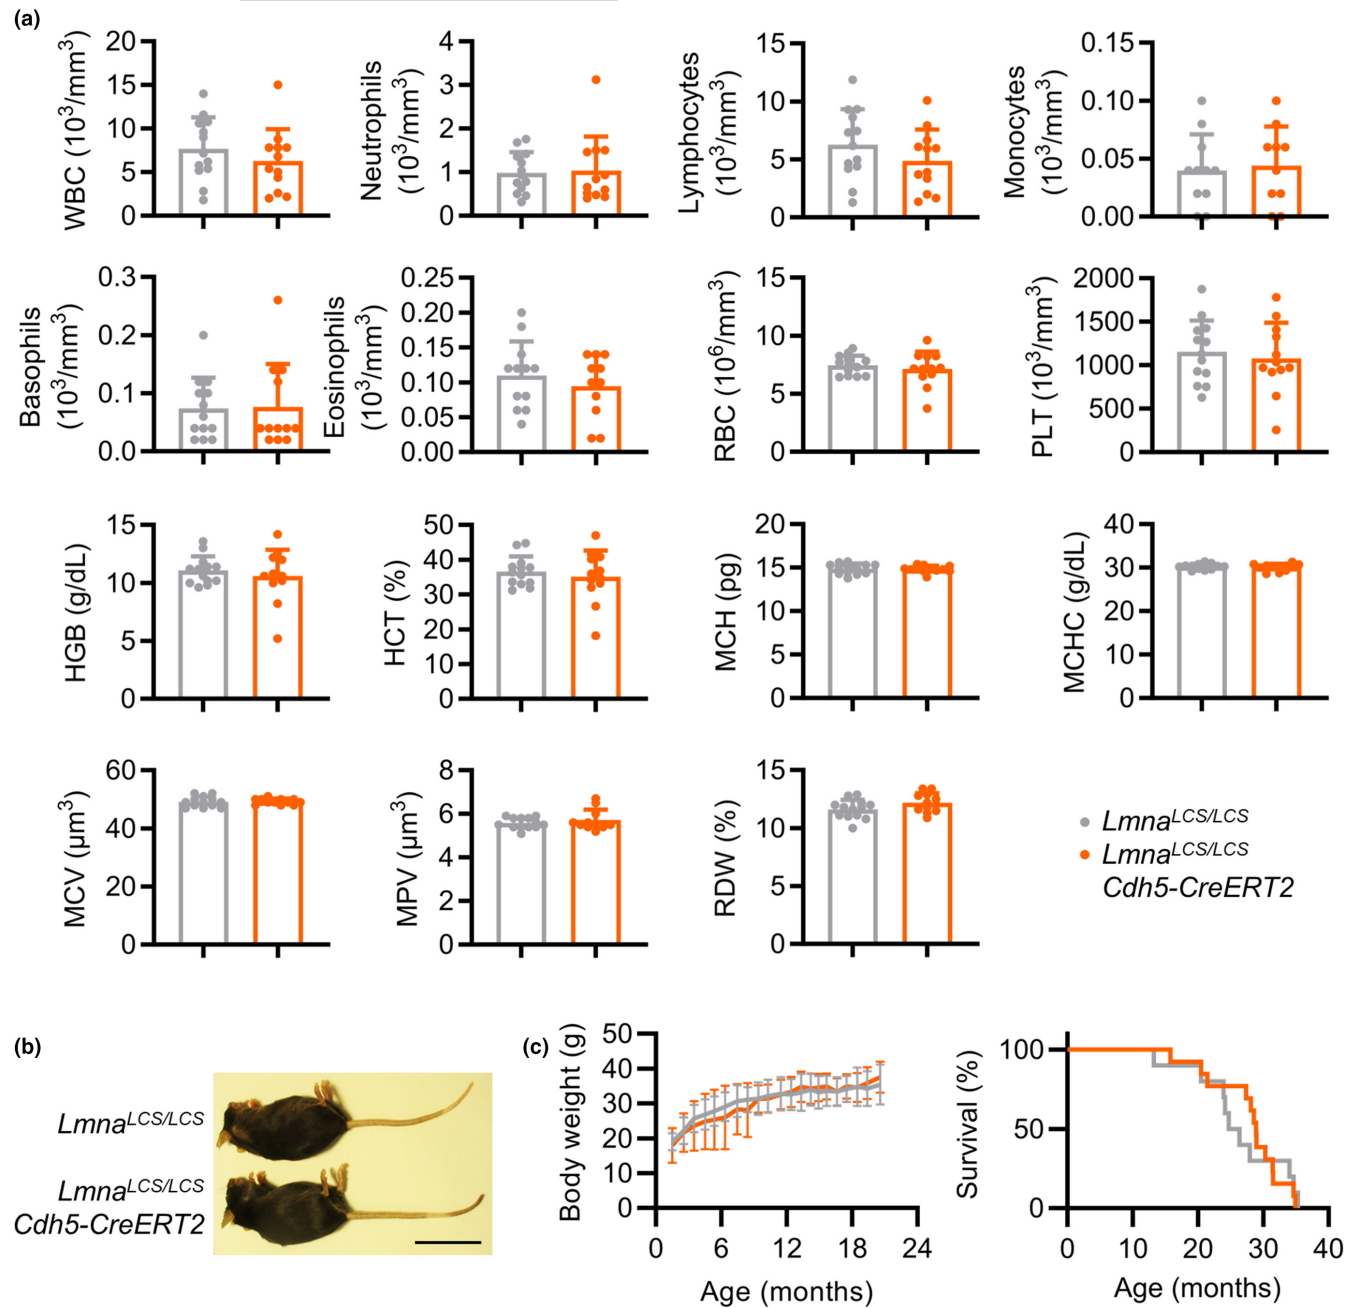 (a)
WBC (10³/mm³)
20
15
10
5
0
Neutrophils
(10³/mm³)
4
3
2
1
0
Lymphocytes
(10³/mm³)
15
10
5
0
Monocytes
(10³/mm³)
0.15
0.10
0.05
0.00
Basophils
(10³/mm³)
0.3
0.2
0.1
0.0
Eosinophils
(10³/mm³)
0.25
0.20
0.15
0.10
0.05
0.00
RBC (10⁶/mm³)
15
10
5
0
PLT (10³/mm³)
2000
1500
1000
500
0
HGB (g/dL)
15
10
5
0
HCT (%)
50
40
30
20
10
0
MCH (pg)
20
15
10
5
0
MCHC (g/dL)
40
30
20
10
0
MCV (µm³)
60
40
20
0
MPV (µm³)
8
6
4
2
0
RDW (%)
15
10
5
0
Lmna^LCS/LCS
Lmna^LCS/LCS
Cdh5-CreERT2
(b)
Lmna^LCS/LCS
Lmna^LCS/LCS
Cdh5-CreERT2
(c)
Body weight (g)
50
40
30
20
10
0
0 6 12 18 24
Age (months)
Survival (%)
100
50
0
0 10 20 30 40
Age (months)